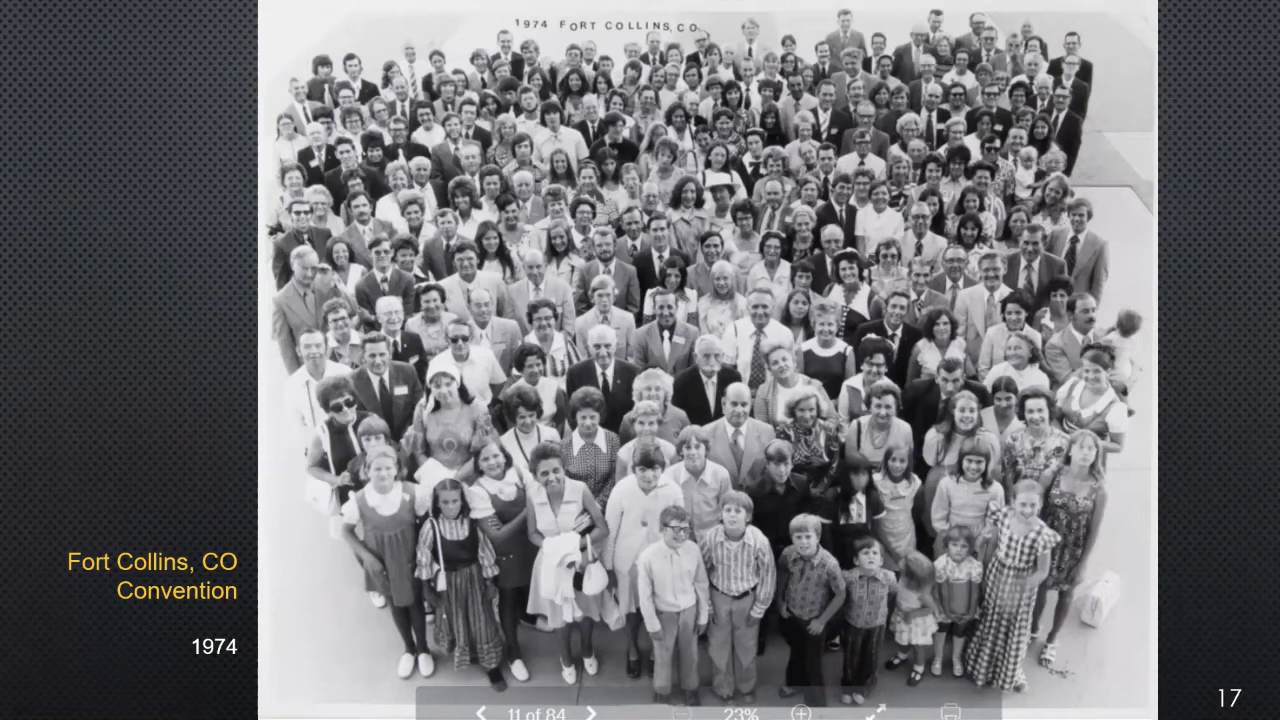 1974 FORT COLLINS, CO.
Fort Collins, CO
Convention
1974
11 of 84
23%
17